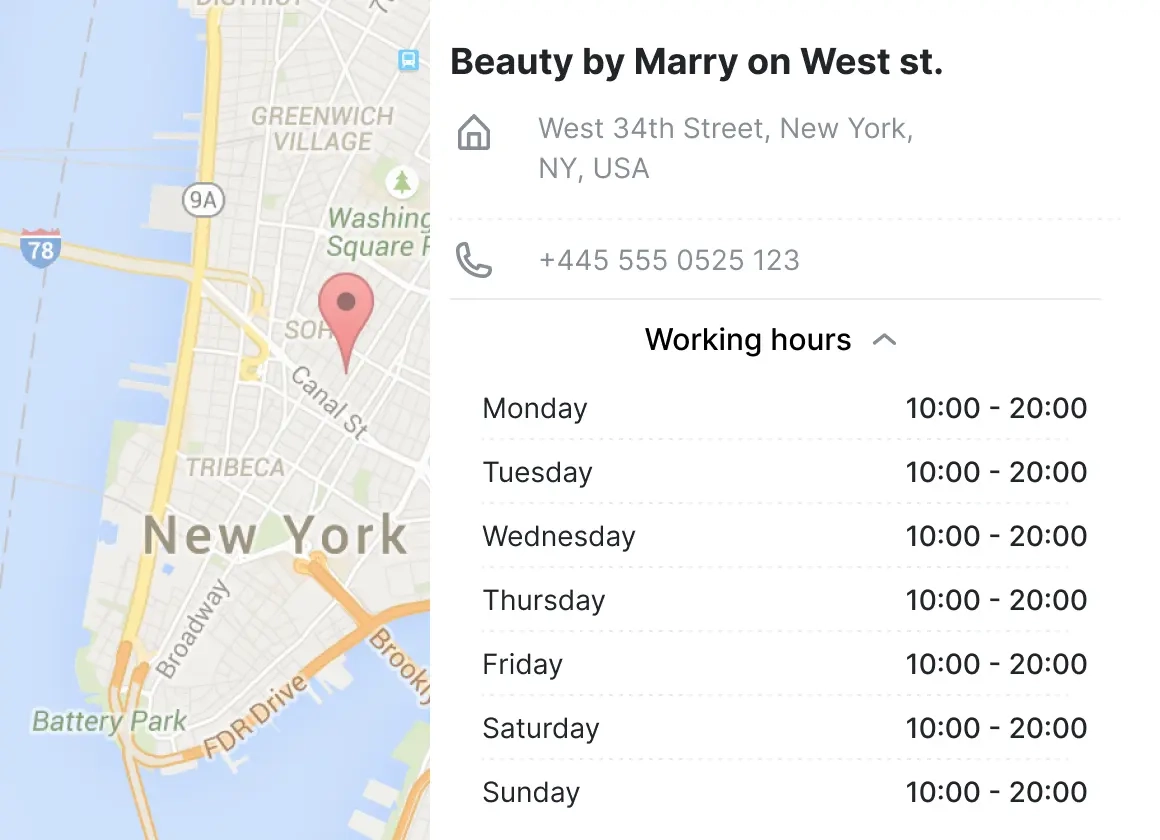 DISTRICT
GREENWICH
VILLAGE
9A
Washing
Square
78
SOH
Canal St
TRIBECA
New York
Broadway
Brookly
Battery Park
FDR Drive
Beauty by Marry on West st.
West 34th Street, New York,
NY, USA
+445 555 0525 123
Working hours
Monday 10:00 - 20:00
Tuesday 10:00 - 20:00
Wednesday 10:00 - 20:00
Thursday 10:00 - 20:00
Friday 10:00 - 20:00
Saturday 10:00 - 20:00
Sunday 10:00 - 20:00